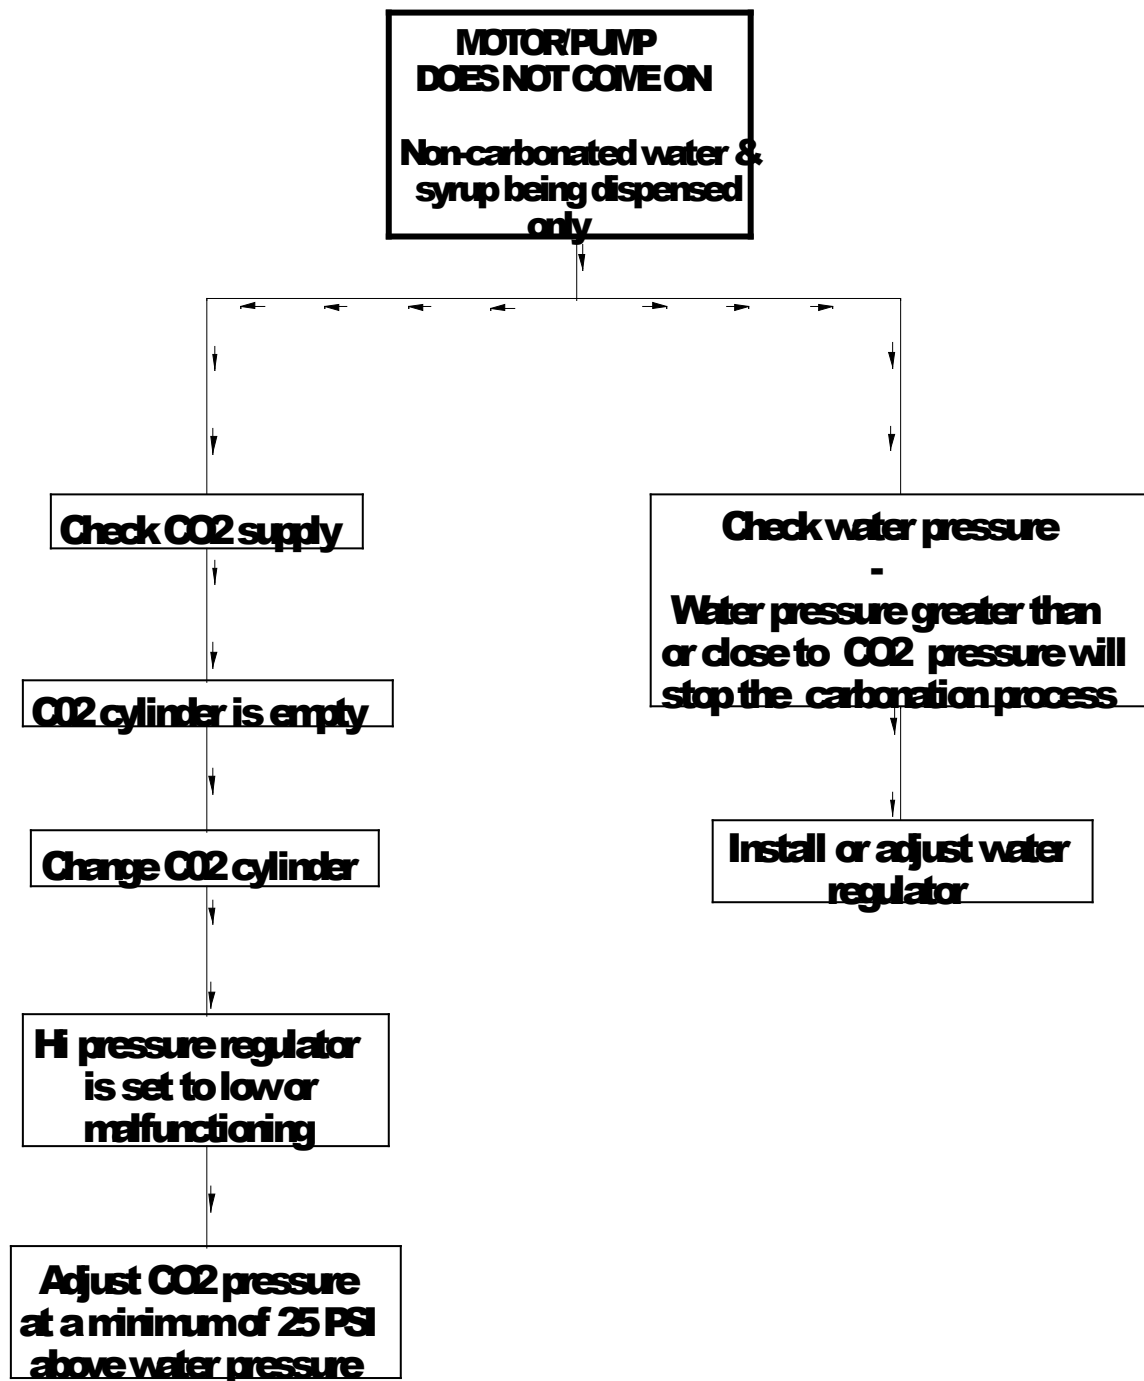 MOTOR/PUMP
DOES NOT COME ON
Non-carbonated water &
syrup being dispensed
only
Check CO2 supply
C02 cylinder is empty
Change C02 cylinder
Hi pressure regulator
is set to low or
malfunctioning
Adjust CO2 pressure
at a minimum of 25 PSI
above water pressure
Check water pressure
-
Water pressure greater than
or close to CO2 pressure will
stop the carbonation process
Install or adjust water
regulator